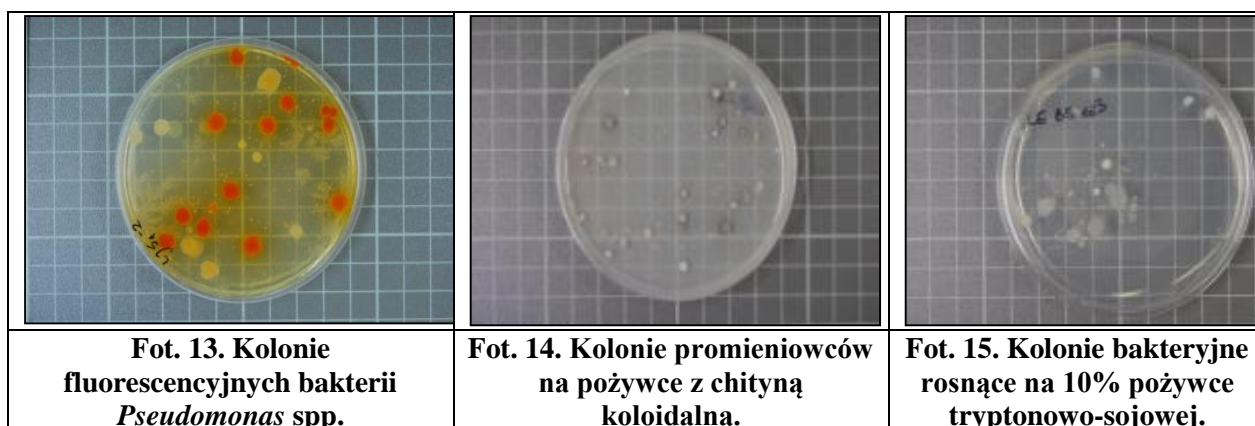 Fot. 13. Kolonie
fluorescencyjnych bakterii
Pseudomonas spp.
Fot. 14. Kolonie promieniowców
na pożywce z chityną
koloidalna.
Fot. 15. Kolonie bakteryjne
rosnące na 10% pożywce
tryptonowo-sojowej.